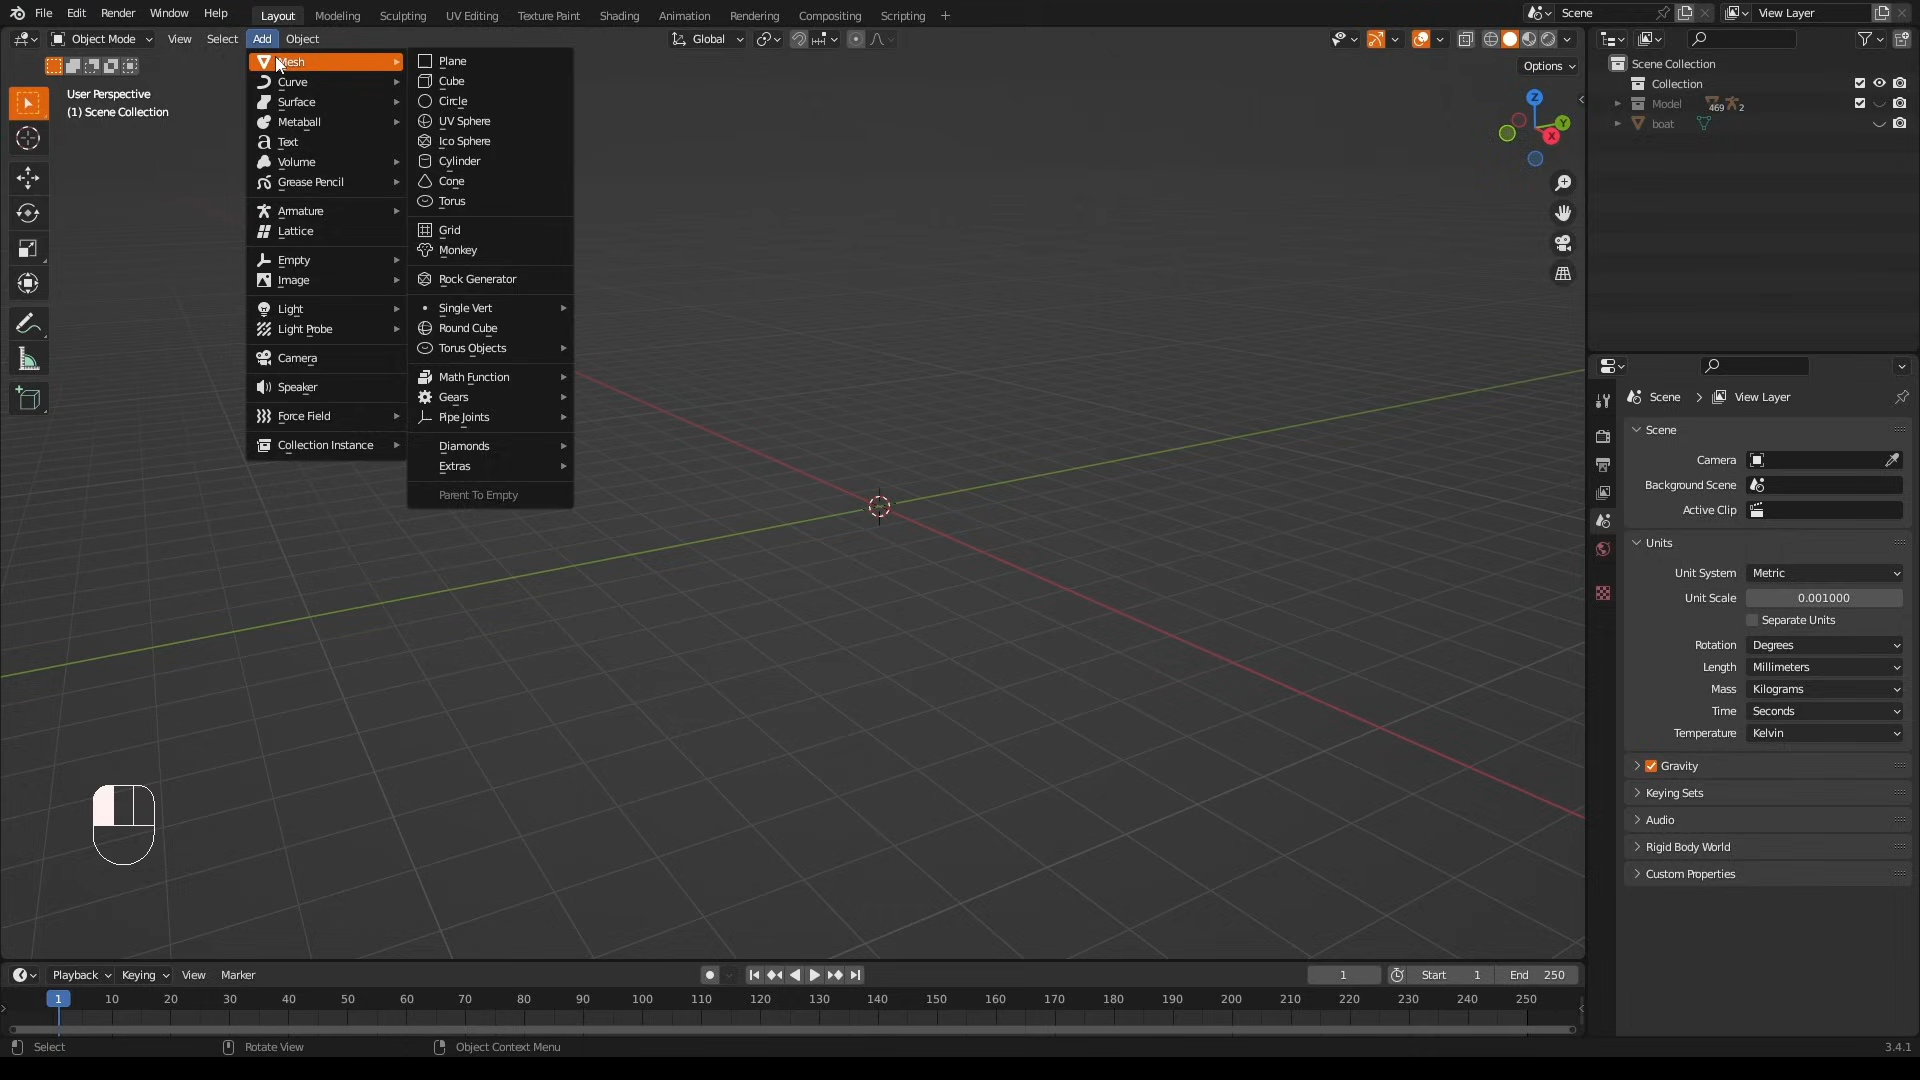 File Edit Render Window Help Layout Modeling Sculpting UV Editing Texture Paint Shading Animation Rendering Compositing Scripting + Scene View Layer
Object Mode View Select Add Object Global
Options
User Perspective
(1) Scene Collection
Mesh
Curve
Surface
Metaball
Text
Volume
Grease Pencil
Armature
Lattice
Empty
Image
Light
Light Probe
Camera
Speaker
Force Field
Collection Instance
Plane
Cube
Circle
UV Sphere
Ico Sphere
Cylinder
Cone
Torus
Grid
Monkey
Rock Generator
Single Vert
Round Cube
Torus Objects
Math Function
Gears
Pipe Joints
Diamonds
Extras
Parent To Empty
Z
Y
X
Scene Collection
Collection
Model 469 2
boat
Scene > View Layer
Scene
Camera
Background Scene
Active Clip
Units
Unit System Metric
Unit Scale 0.001000
Separate Units
Rotation Degrees
Length Millimeters
Mass Kilograms
Time Seconds
Temperature Kelvin
Gravity
Keying Sets
Audio
Rigid Body World
Custom Properties
Playback Keying View Marker 1 Start 1 End 250
1 10 20 30 40 50 60 70 80 90 100 110 120 130 140 150 160 170 180 190 200 210 220 230 240 250
Select Rotate View Object Context Menu 3.4.1